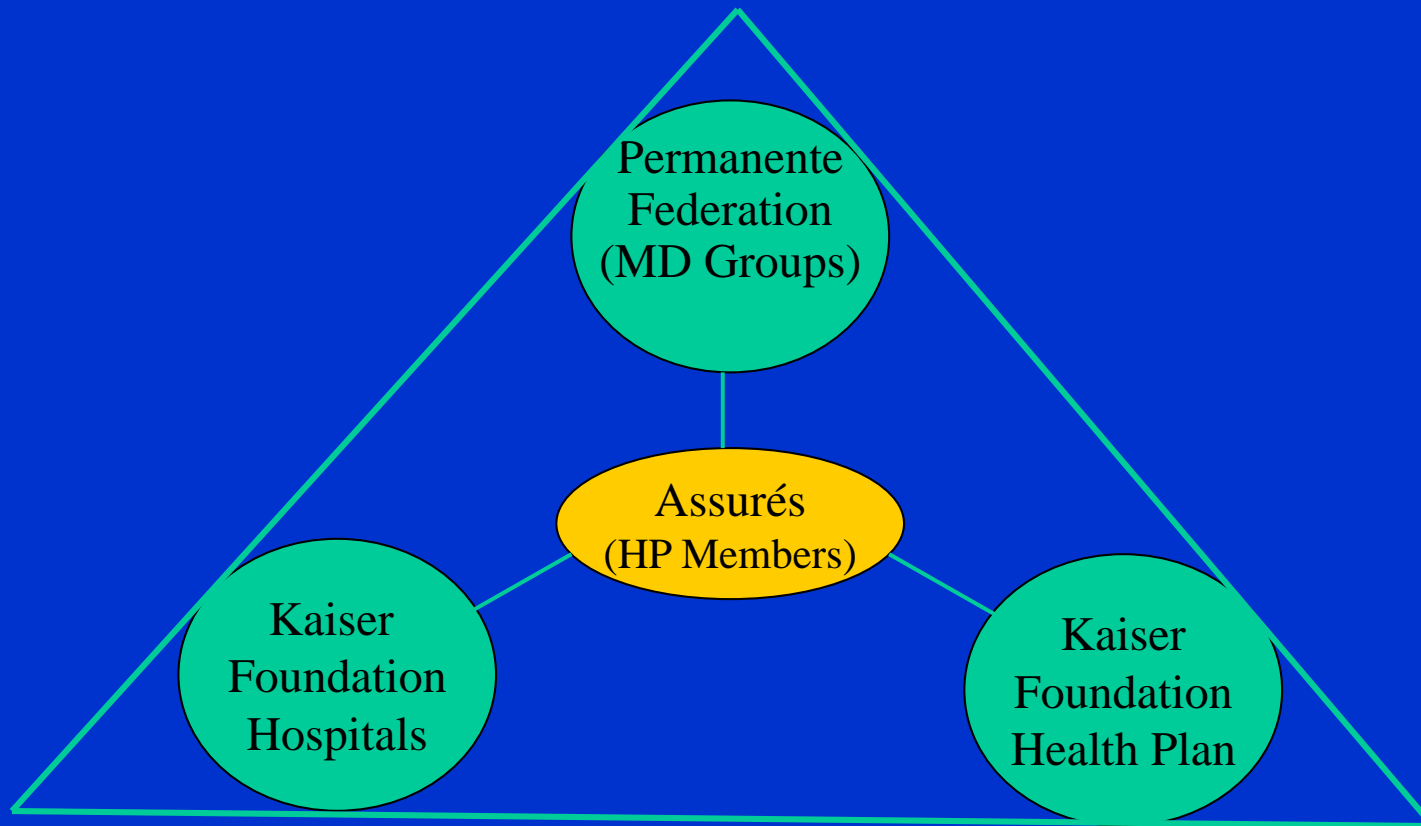 Permanente
Federation
(MD Groups)
Assurés
(HP Members)
Kaiser
Foundation
Hospitals
Kaiser
Foundation
Health Plan